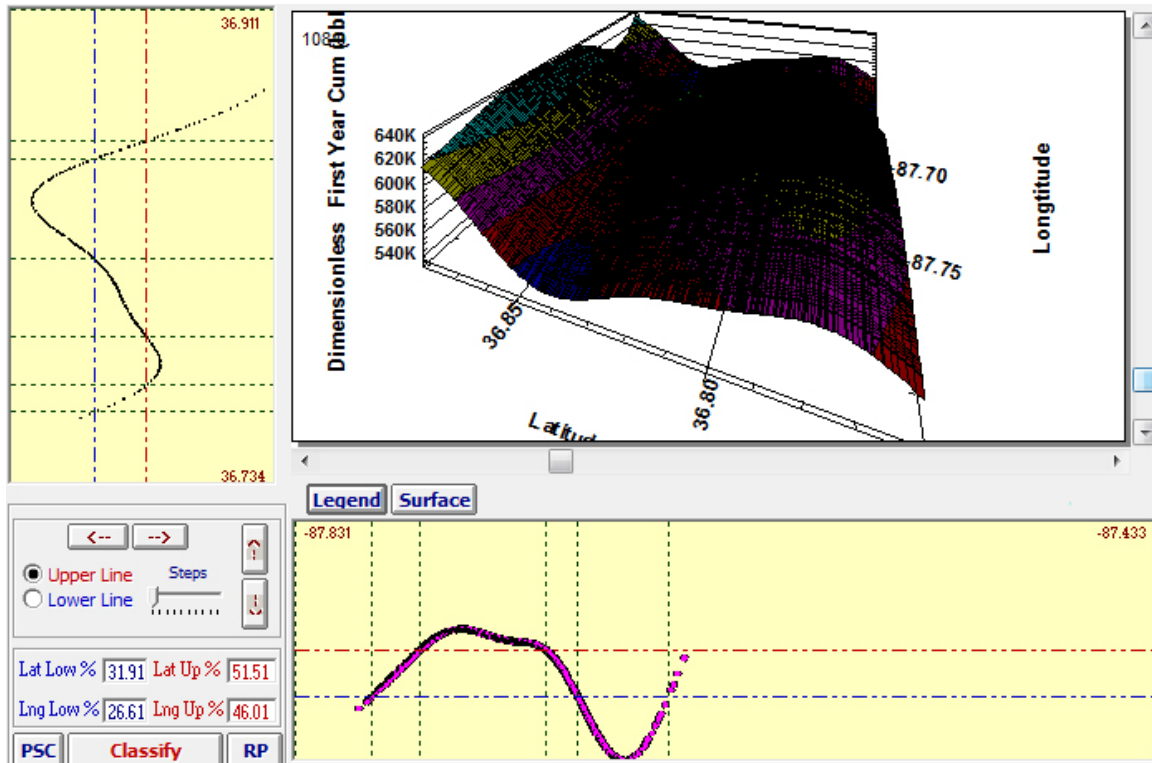 36.911
36.734
108
Dimensionless First Year Cum (bbl
640K
620K
600K
580K
560K
540K
36.85
36.80
-87.70
-87.75
Longtitude
Legend
Surface
-87.831
-87.433
<--
-->
Upper Line
Lower Line
Steps
Lat Low % 31.91 Lat Up % 51.51
Lng Low % 26.61 Lng Up % 46.01
PSC
Classify
RP